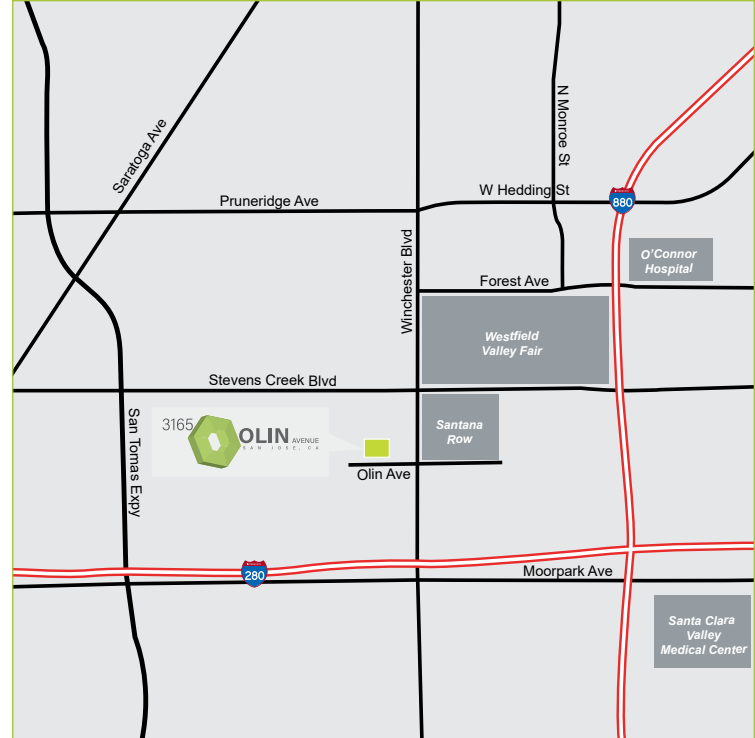 Saratoga Ave
N Monroe St
Pruneridge Ave
W Hedding St
880
O'Connor
Hospital
Winchester Blvd
Forest Ave
Westfield
Valley Fair
Stevens Creek Blvd
San Tomas Expy
3165
OLIN AVENUE
SAN JOSE, CA
Santana
Row
Olin Ave
280
Moorpark Ave
Santa Clara
Valley
Medical Center